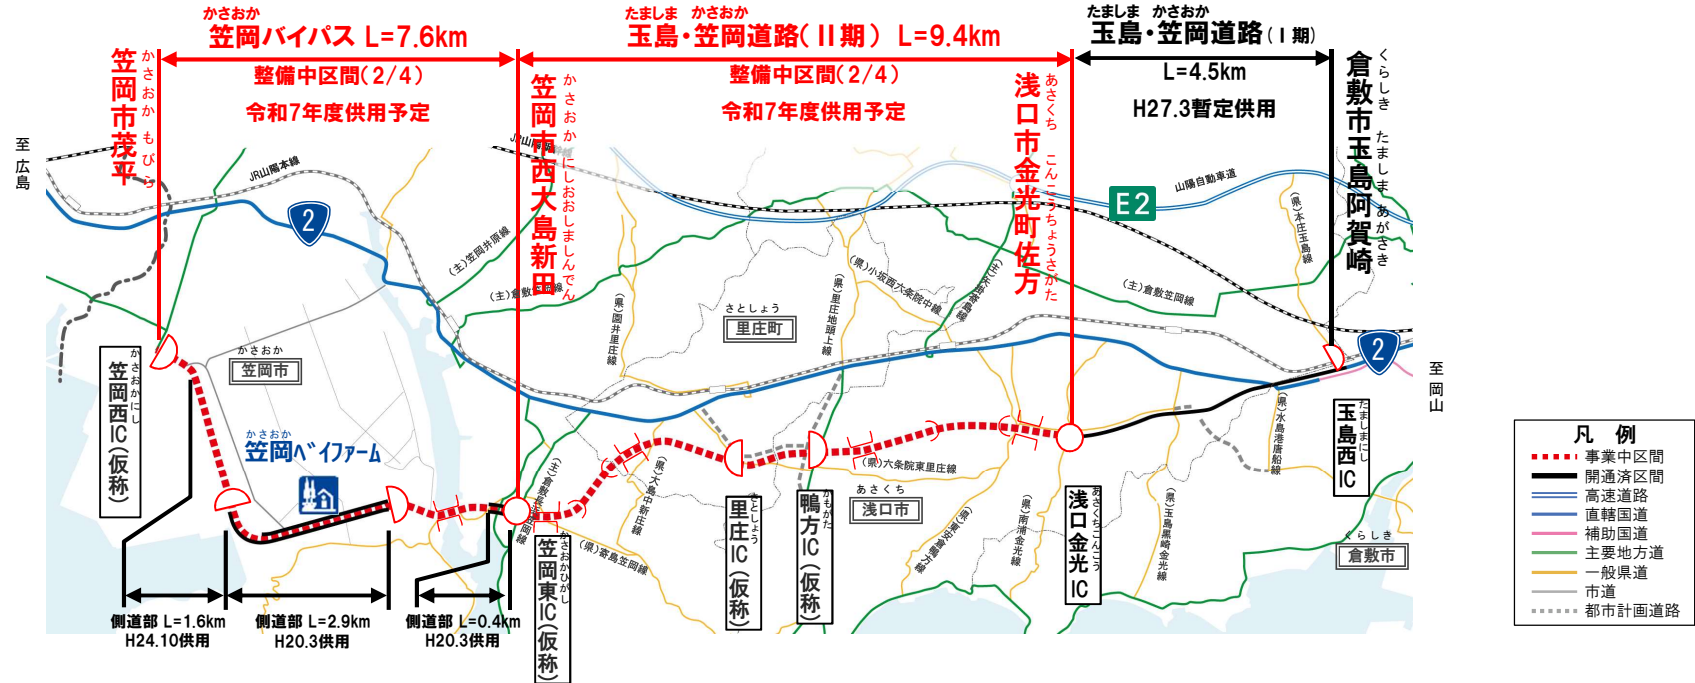 かさおか
笠岡バイパス L=7.6km
整備中区間(2/4)
令和7年度供用予定
たましま かさおか
玉島・笠岡道路(Ⅱ期) L=9.4km
整備中区間(2/4)
令和7年度供用予定
たましま かさおか
玉島・笠岡道路(Ⅰ期)
L=4.5km
H27.3暫定供用
笠岡市茂平
かさおか もびら
笠岡市西大島新田
かさおかにしおおしましんでん
浅口市金光町佐方
あさくち こんこうちょうさがた
倉敷市玉島阿賀崎
くらしき たましま あがさき
至広島
至岡山
JR山陽本線
2
E2
山陽自動車道
2
(主)笠岡井原線
(県)園井里庄線
(県)里庄地頭上線
(県)小坂西六条院中線
(主)倉敷笠岡線
(県)本庄玉島線
さとしょう
里庄町
かさおか
笠岡市
かさおか
笠岡ベイファーム
あさくち
浅口市
くらしき
倉敷市
(県)大島中新庄線
(県)寄島笠岡線
(県)六条院東里庄線
(県)南浦金光線
(県)玉島黒崎金光線
(県)水島港唐船線
笠岡西IC(仮称)
かさおかにし
笠岡東IC(仮称)
かさおかひがし
里庄IC(仮称)
さとしょう
鴨方IC(仮称)
かもがた
浅口金光IC
あさくちこんこう
玉島西IC
たましまにし
側道部 L=1.6km
H24.10供用
側道部 L=2.9km
H20.3供用
側道部 L=0.4km
H20.3供用
凡 例
事業中区間
開通済区間
高速道路
直轄国道
補助国道
主要地方道
一般県道
市道
都市計画道路